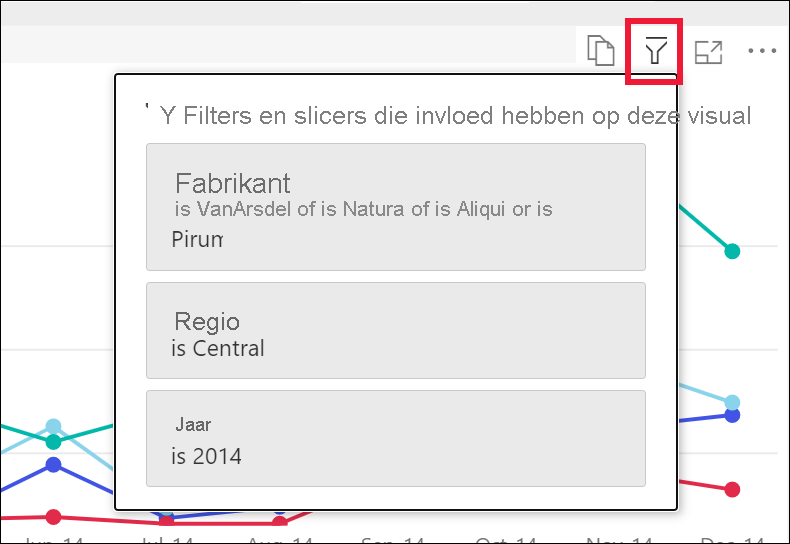 Y Filters en slicers die invloed hebben op deze visual
Fabrikant
is VanArsdel of is Natura of is Aliqui or is
Pirum
Regio
is Central
Jaar
is 2014
Jun-14 Jul-14 Aug-14 Sep-14 Oct-14 Nov-14 Dec-14